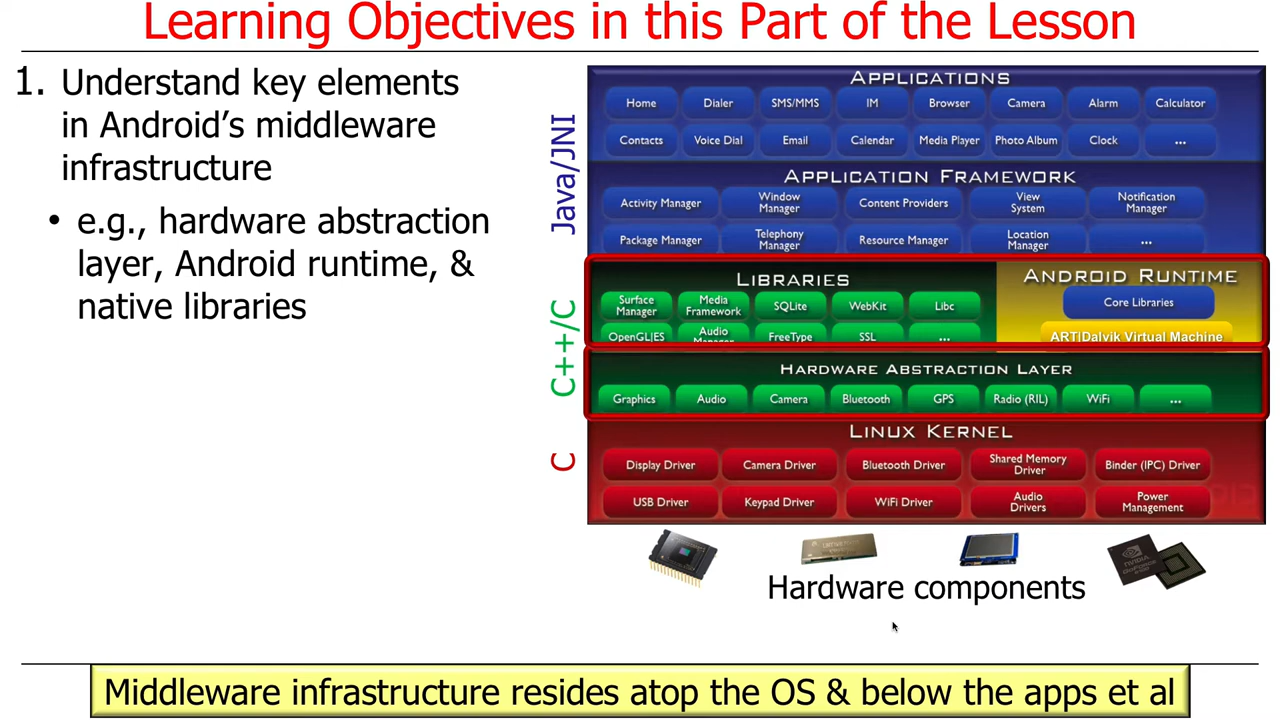 Learning Objectives in this Part of the Lesson
1. Understand key elements
in Android's middleware
infrastructure
• e.g., hardware abstraction
layer, Android runtime, &
native libraries
Java/JNI
C++/C
C
APPLICATIONS
Home Dialer SMS/MMS IM Browser Camera Alarm Calculator
Contacts Voice Dial Email Calendar Media Player Photo Album Clock ...
APPLICATION FRAMEWORK
Activity Manager Window Manager Content Providers View System Notification Manager
Package Manager Telephony Manager Resource Manager Location Manager ...
LIBRARIES
Surface Manager Media Framework SQLite WebKit Libc
OpenGL|ES Audio Manager FreeType SSL ...
ANDROID RUNTIME
Core Libraries
ART|Dalvik Virtual Machine
HARDWARE ABSTRACTION LAYER
Graphics Audio Camera Bluetooth GPS Radio (RIL) WiFi ...
LINUX KERNEL
Display Driver Camera Driver Bluetooth Driver Shared Memory Driver Binder (IPC) Driver
USB Driver Keypad Driver WiFi Driver Audio Drivers Power Management
NVIDIA
Hardware components
Middleware infrastructure resides atop the OS & below the apps et al